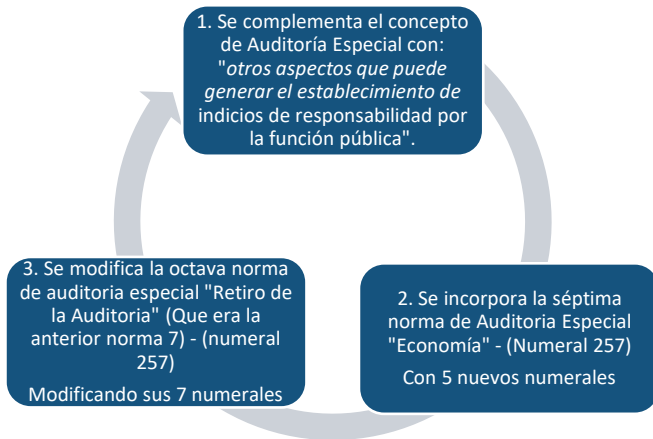 1. Se complementa el concepto
de Auditoría Especial con:
"otros aspectos que puede
generar el establecimiento de
indicios de responsabilidad por
la función pública".
2. Se incorpora la séptima
norma de Auditoria Especial
"Economía" - (Numeral 257)
Con 5 nuevos numerales
3. Se modifica la octava norma
de auditoria especial "Retiro de
la Auditoria" (Que era la
anterior norma 7) - (numeral
257)
Modificando sus 7 numerales